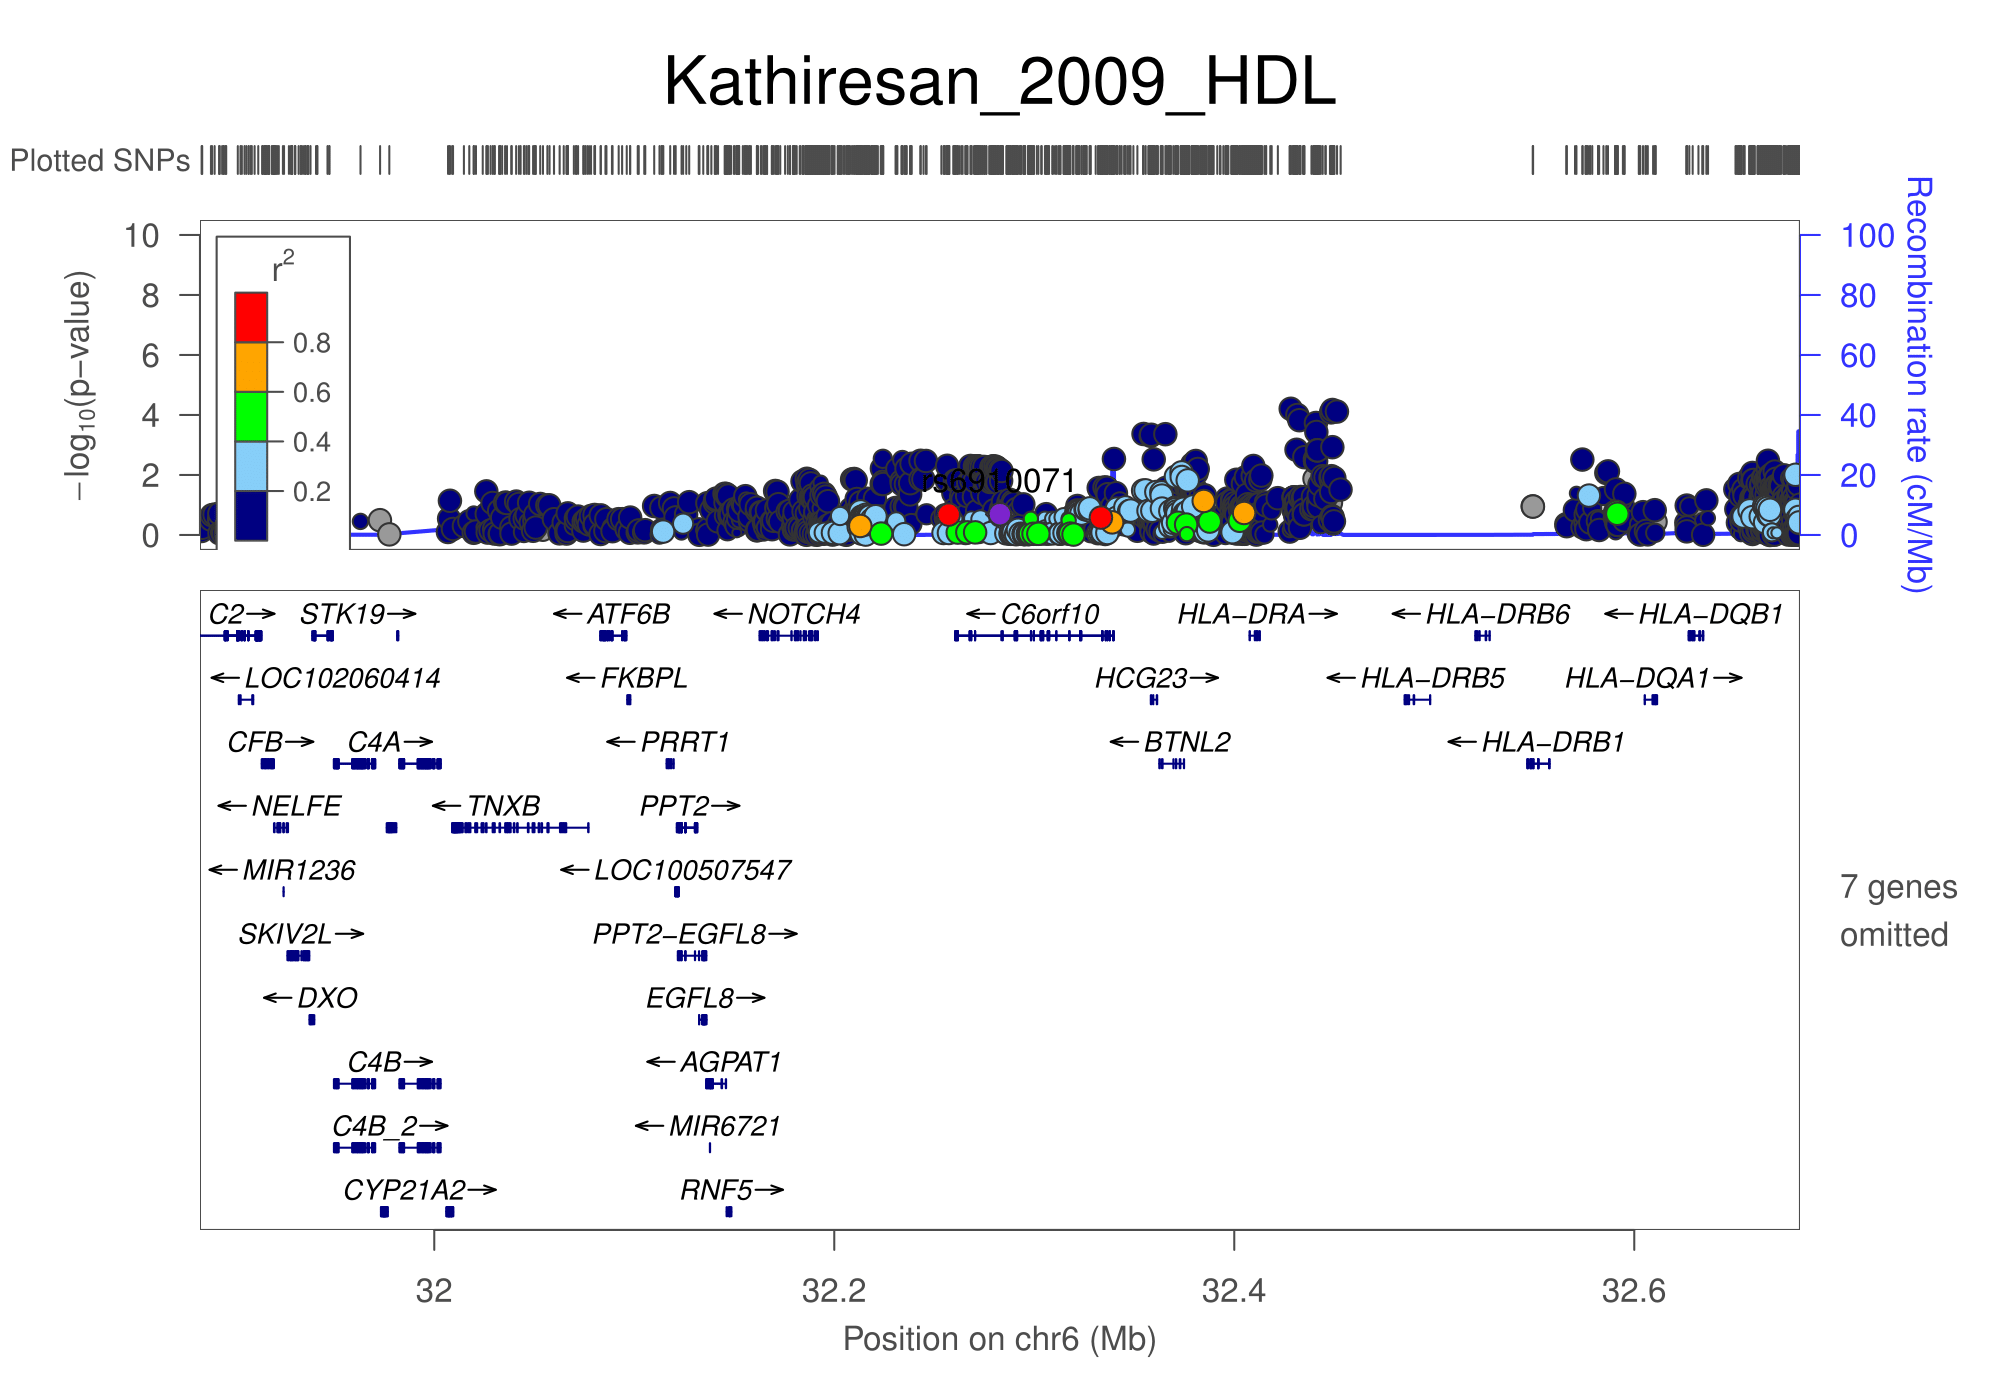 Kathiresan_2009_HDL
Plotted SNPs
10
8
6
4
2
0
−log10(p−value)
r2
0.8
0.6
0.4
0.2
rs6910071
100
80
60
40
20
0
Recombination rate (cM/Mb)
C2→ STK19→ ←ATF6B ←NOTCH4 ←C6orf10 HLA−DRA→ ←HLA−DRB6 ←HLA−DQB1
←LOC102060414 ←FKBPL HCG23→ ←HLA−DRB5 HLA−DQA1→
CFB→ C4A→ ←PRRT1 ←BTNL2 ←HLA−DRB1
←NELFE ←TNXB PPT2→
←MIR1236 ←LOC100507547
SKIV2L→ PPT2−EGFL8→
←DXO EGFL8→
C4B→ ←AGPAT1
C4B_2→ ←MIR6721
CYP21A2→ RNF5→
7 genes
omitted
32 32.2 32.4 32.6
Position on chr6 (Mb)